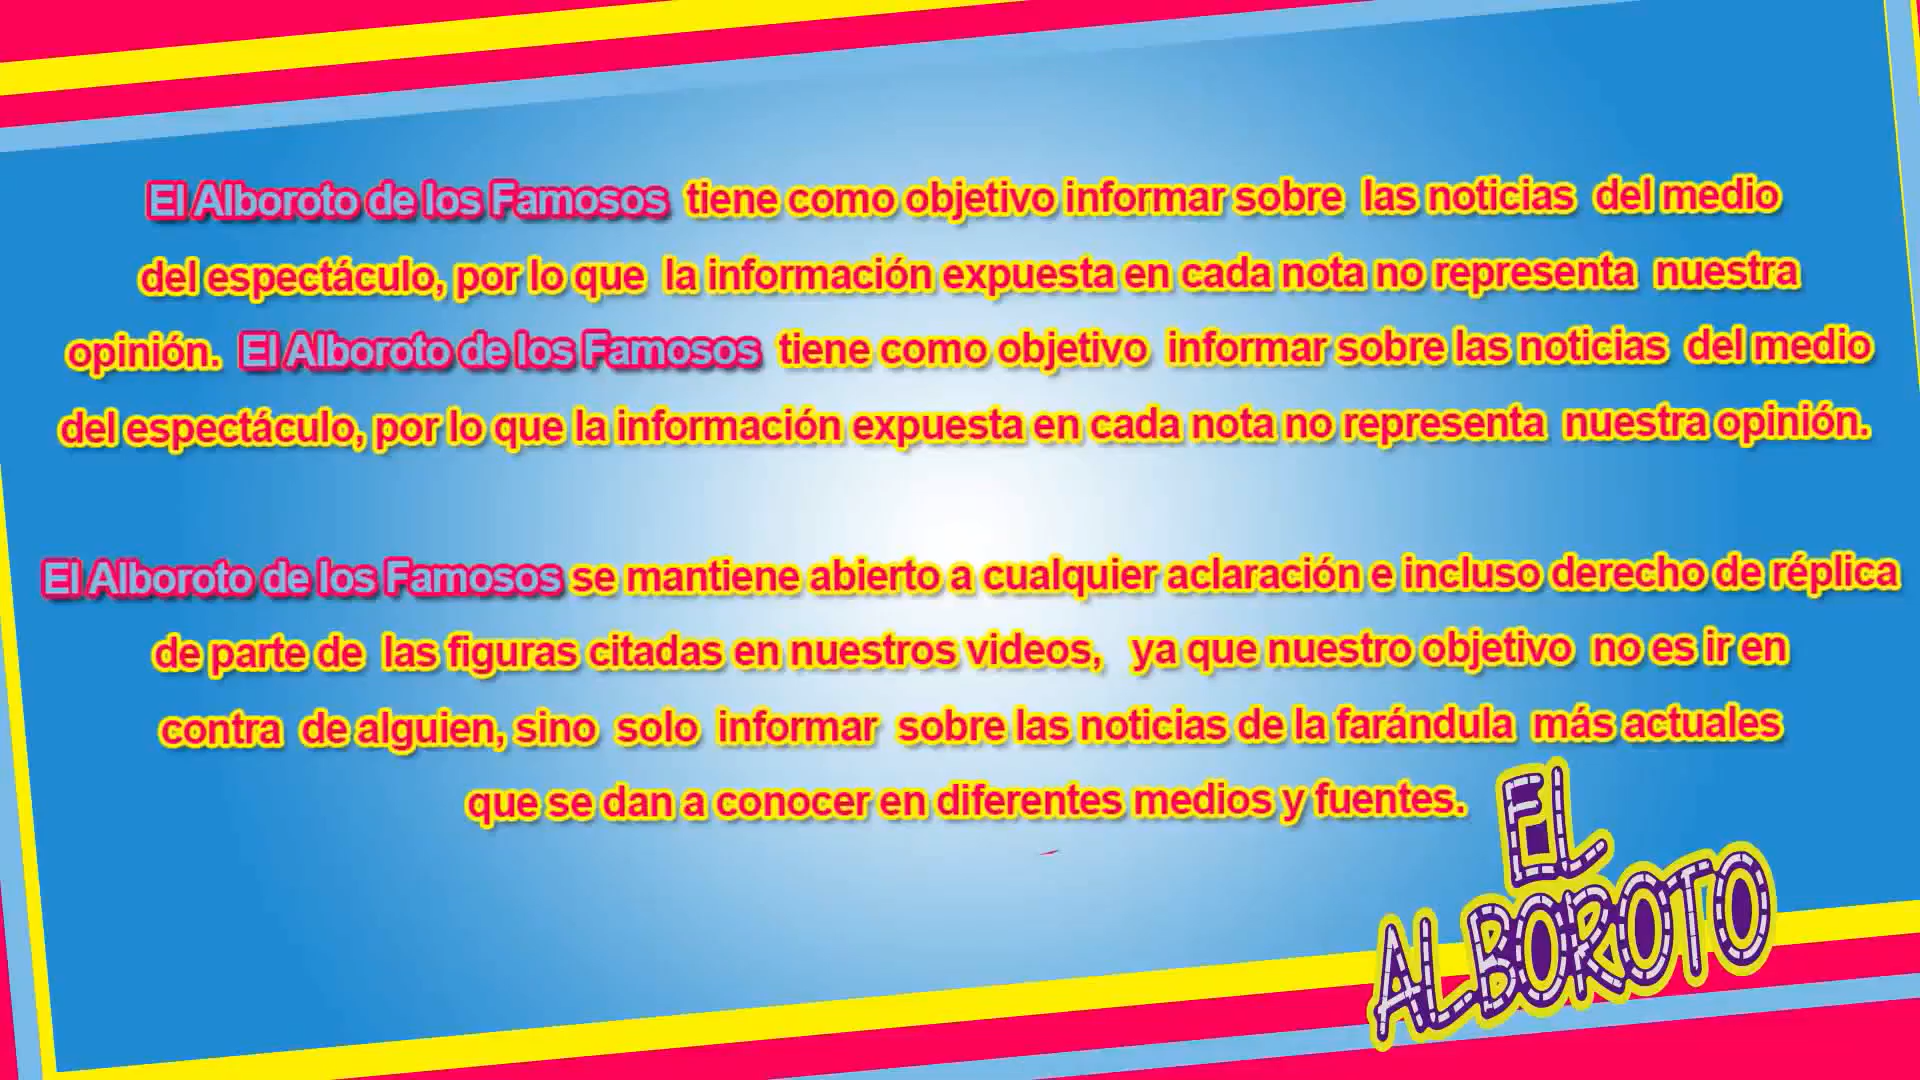 El Alboroto de los Famosos tiene como objetivo informar sobre las noticias del medio
del espectáculo, por lo que la información expuesta en cada nota no representa nuestra
opinión. El Alboroto de los Famosos tiene como objetivo informar sobre las noticias del medio
del espectáculo, por lo que la información expuesta en cada nota no representa nuestra opinión.
El Alboroto de los Famosos se mantiene abierto a cualquier aclaración e incluso derecho de réplica
de parte de las figuras citadas en nuestros videos, ya que nuestro objetivo no es ir en
contra de alguien, sino solo informar sobre las noticias de la farándula más actuales
que se dan a conocer en diferentes medios y fuentes.
EL
ALBOROTO